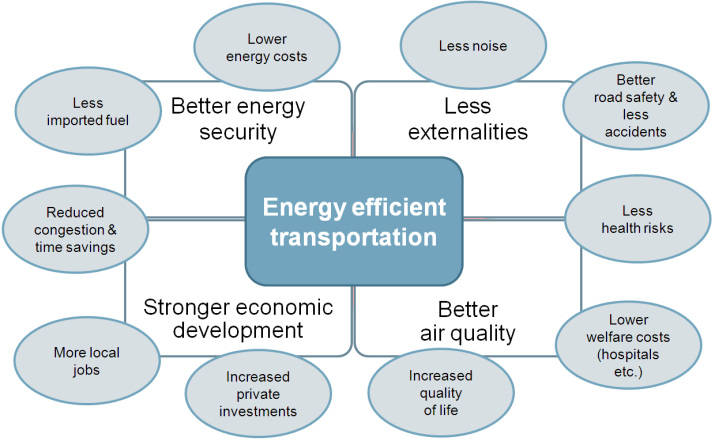 Lower
energy costs
Less noise
Less
imported fuel
Better energy
security
Less
externalities
Better
road safety &
less
accidents
Reduced
congestion &
time savings
Energy efficient
transportation
Less
health risks
Stronger economic
development
Better
air quality
Lower
welfare costs
(hospitals
etc.)
More local
jobs
Increased
private
investments
Increased
quality
of life